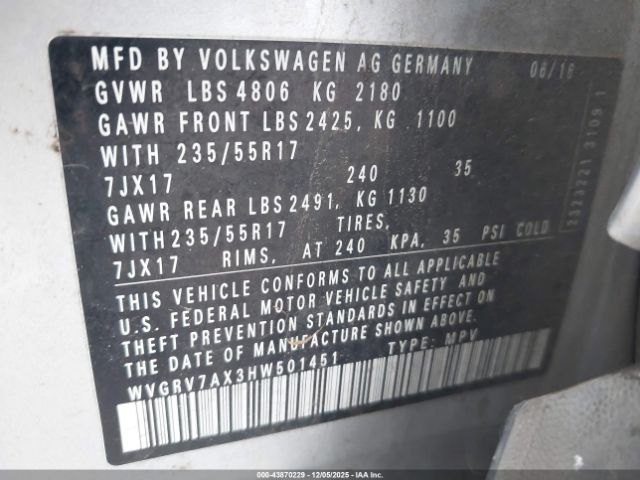 MFD BY VOLKSWAGEN AG GERMANY 06/16
GVWR LBS 4806 KG 2180
GAWR FRONT LBS 2425, KG 1100
WITH 235/55R17
7JX17 240 35
GAWR REAR LBS 2491, KG 1130
WITH 235/55R17 TIRES,
7JX17 RIMS, AT 240 KPA, 35 PSI COLD
THIS VEHICLE CONFORMS TO ALL APPLICABLE
U.S. FEDERAL MOTOR VEHICLE SAFETY AND
THEFT PREVENTION STANDARDS IN EFFECT ON
THE DATE OF MANUFACTURE SHOWN ABOVE.
WVGRV7AX3HW501451 TYPE: MPV
000-43870229 - 12/05/2025 - IAAI.com